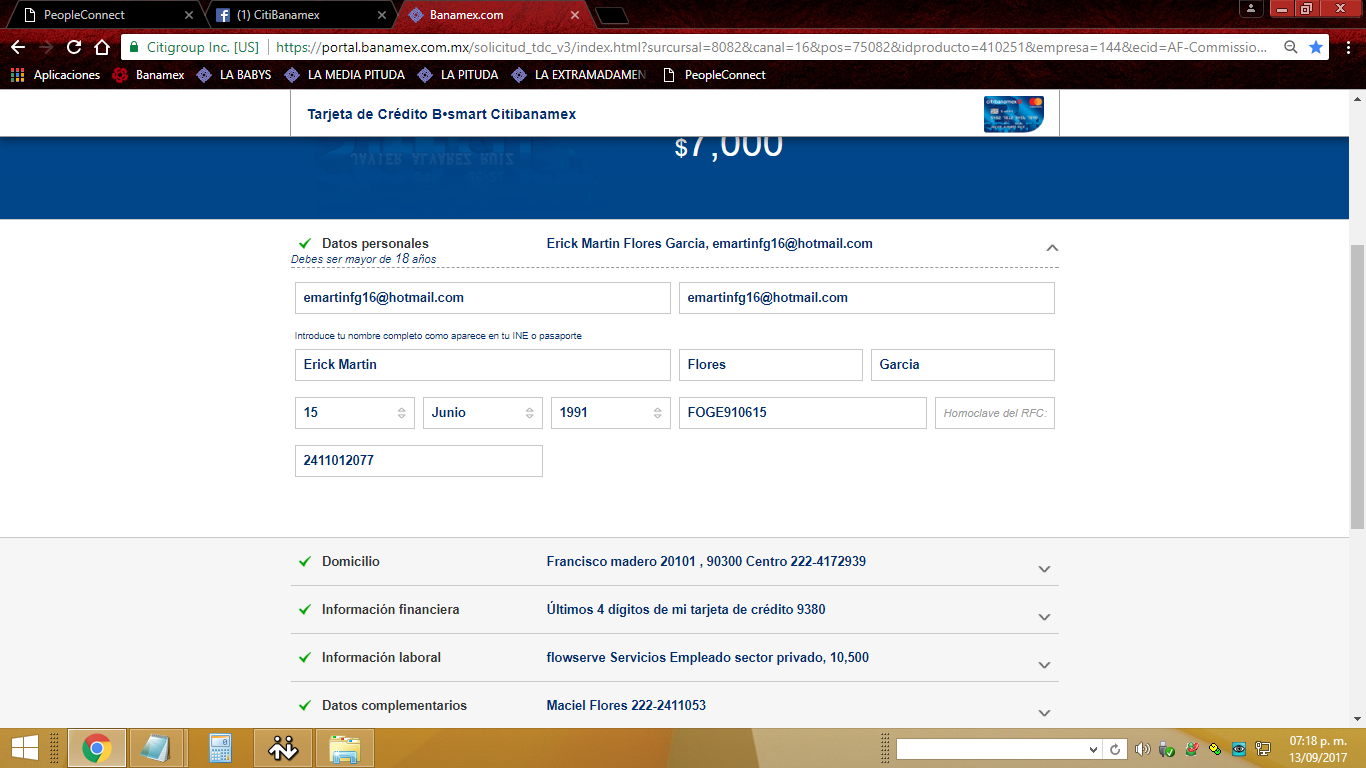 PeopleConnect
(1) CitiBanamex
Banamex.com
Citigroup Inc. [US] https://portal.banamex.com.mx/solicitud_tdc_v3/index.html?surcursal=8082&canal=16&pos=75082&idproducto=410251&empresa=144&ecid=AF-Commissio...
Aplicaciones Banamex LA BABYS LA MEDIA PITUDA LA PITUDA LA EXTRAMADAMEN PeopleConnect
Tarjeta de Crédito B•smart Citibanamex
citibanamex
$7,000
JAVIER ALVAREZ RUIZ
Datos personales Erick Martin Flores Garcia, emartinfg16@hotmail.com
Debes ser mayor de 18 años
emartinfg16@hotmail.com emartinfg16@hotmail.com
Introduce tu nombre completo como aparece en tu INE o pasaporte
Erick Martin Flores Garcia
15 Junio 1991 FOGE910615 Homoclave del RFC:
2411012077
Domicilio Francisco madero 20101 , 90300 Centro 222-4172939
Información financiera Últimos 4 dígitos de mi tarjeta de crédito 9380
Información laboral flowserve Servicios Empleado sector privado, 10,500
Datos complementarios Maciel Flores 222-2411053
07:18 p. m.
13/09/2017